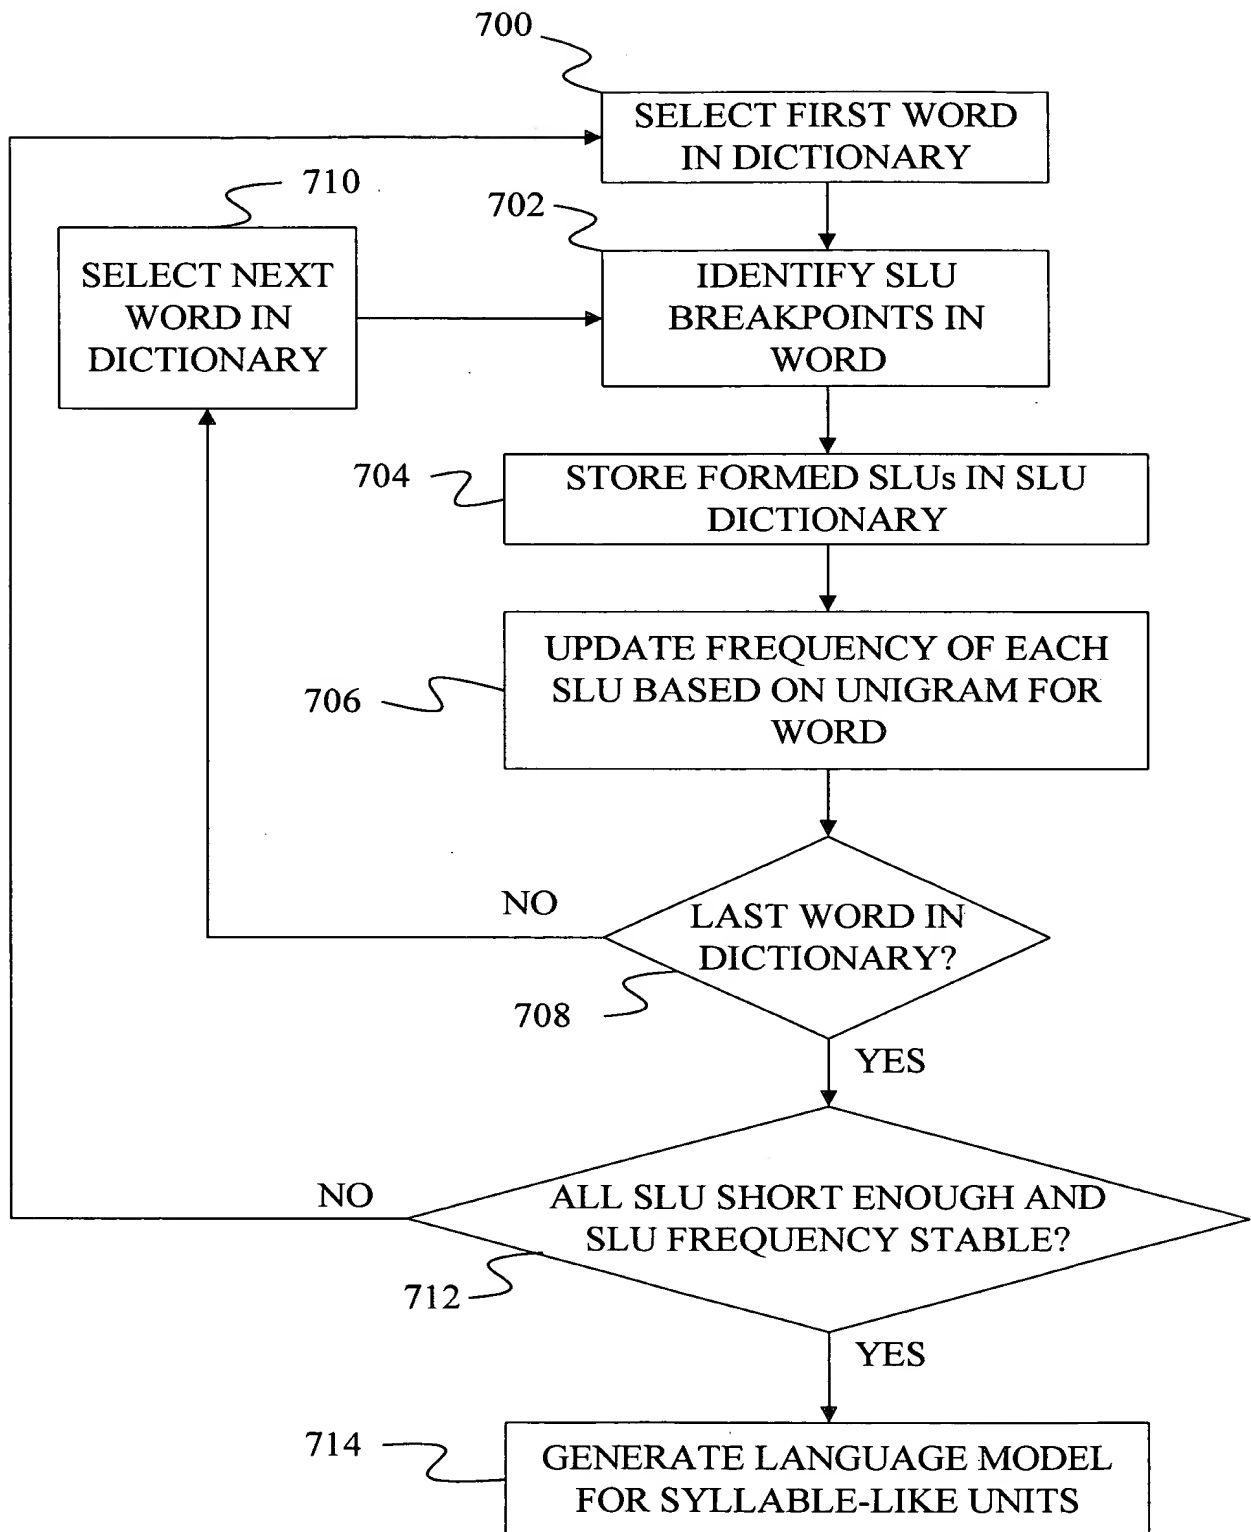 700
SELECT FIRST WORD
IN DICTIONARY
710
702
SELECT NEXT
WORD IN
DICTIONARY
IDENTIFY SLU
BREAKPOINTS IN
WORD
704
STORE FORMED SLUs IN SLU
DICTIONARY
706
UPDATE FREQUENCY OF EACH
SLU BASED ON UNIGRAM FOR
WORD
NO
LAST WORD IN
DICTIONARY?
708
YES
NO
ALL SLU SHORT ENOUGH AND
SLU FREQUENCY STABLE?
712
YES
714
GENERATE LANGUAGE MODEL
FOR SYLLABLE-LIKE UNITS